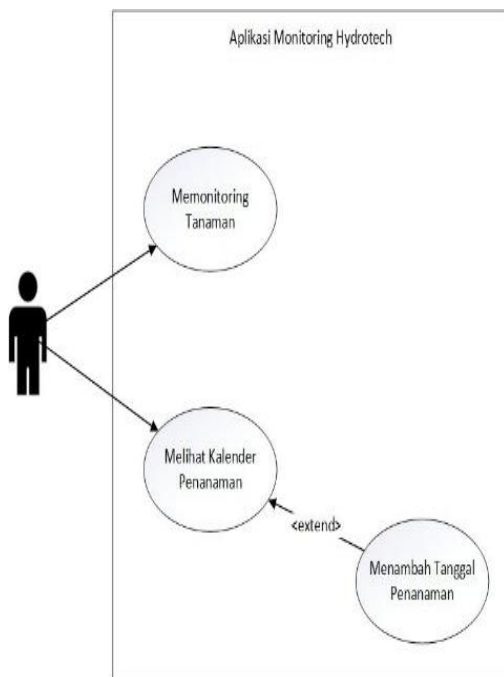 Aplikasi Monitoring Hydrotech
Memonitoring
Tanaman
Melihat Kalender
Penanaman
<extend>
Menambah Tanggal
Penanaman